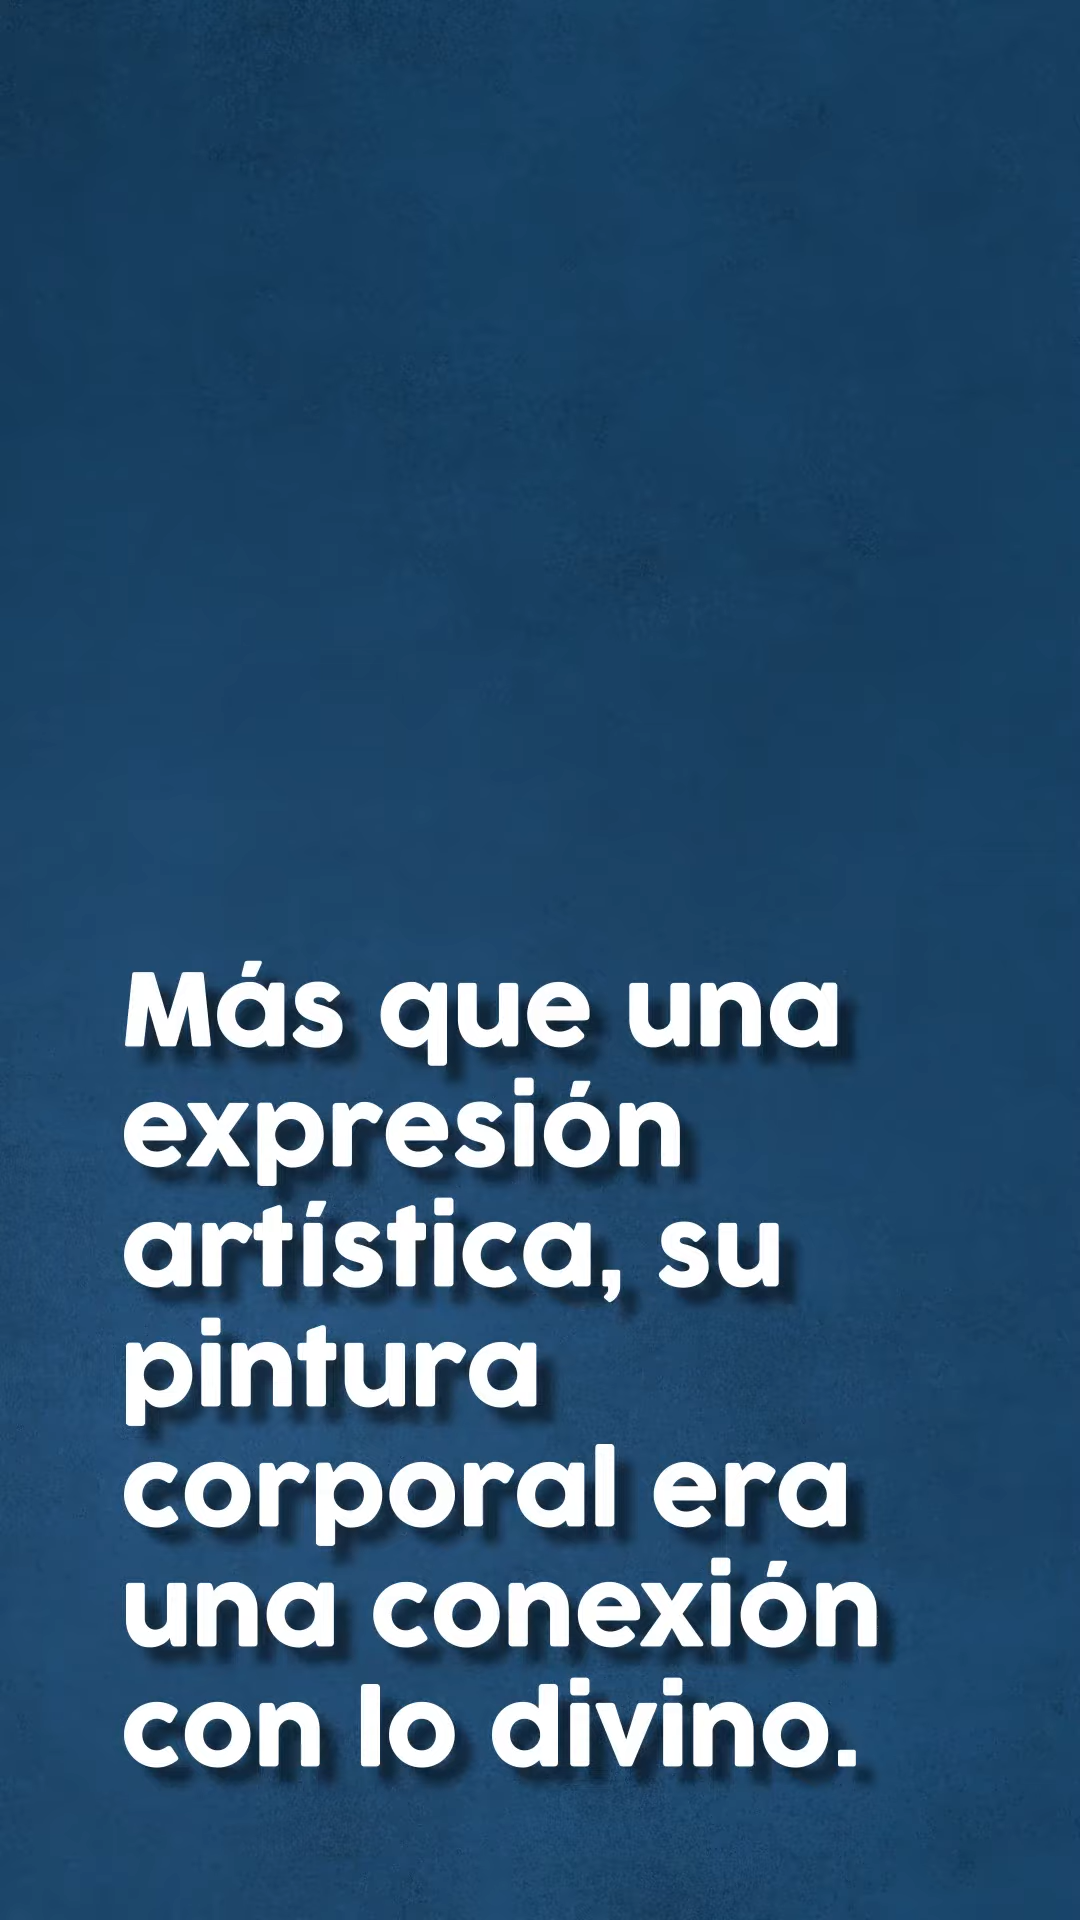 Más que una
expresión
artística, su
pintura
corporal era
una conexión
con lo divino.